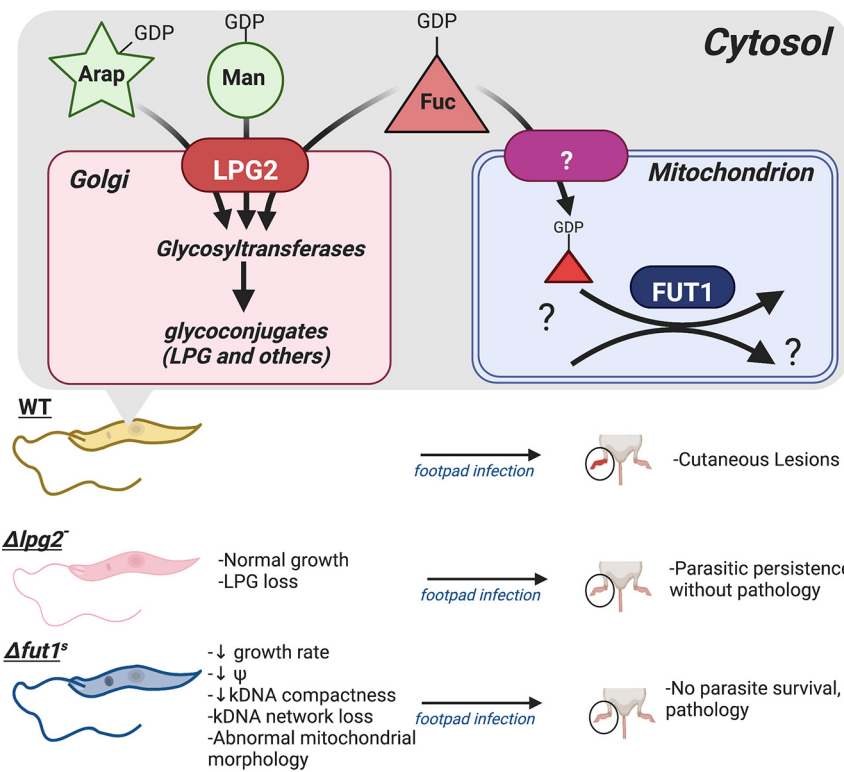 Cytosol
GDP
Arap
GDP
Man
GDP
Fuc
LPG2
Golgi
Glycosyltransferases
glycoconjugates
(LPG and others)
?
Mitochondrion
GDP
FUT1
?
?
WT
footpad infection
-Cutaneous Lesions
Δlpg2-
-Normal growth
-LPG loss
footpad infection
-Parasitic persistence
without pathology
Δfut1s
-↓ growth rate
-↓ ψ
-↓kDNA compactness
-kDNA network loss
-Abnormal mitochondrial
morphology
footpad infection
-No parasite survival,
pathology